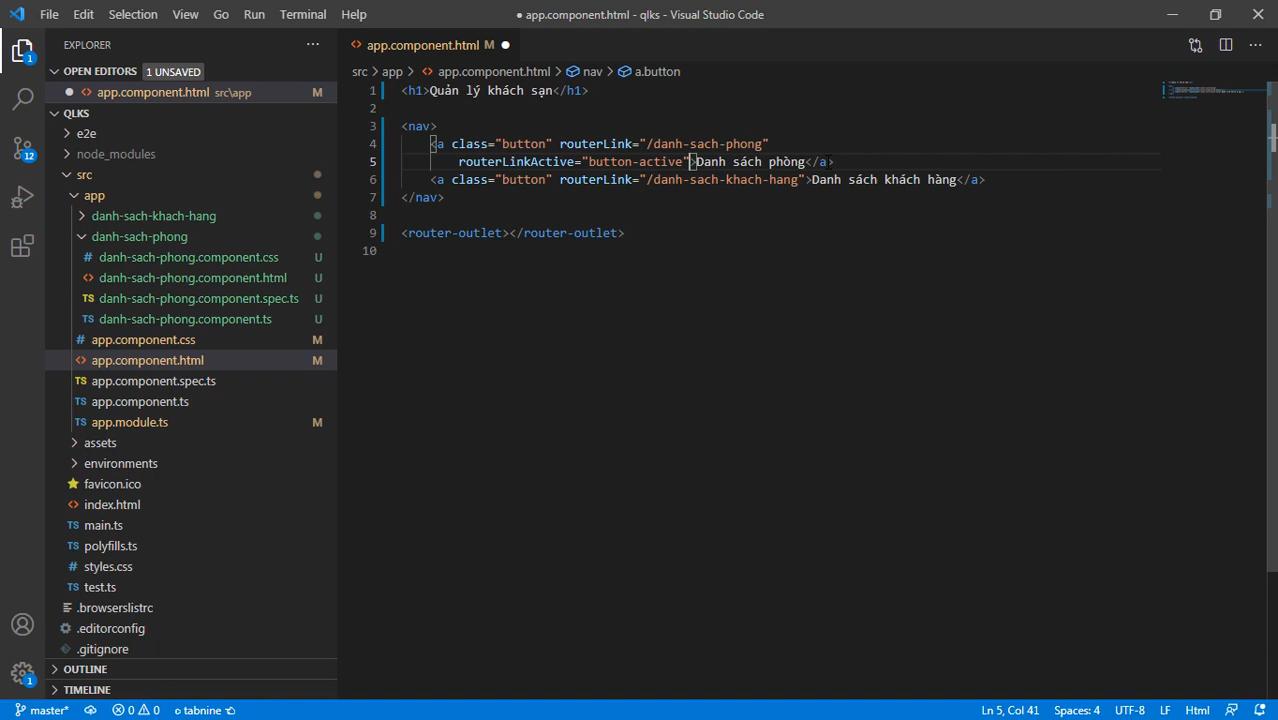 File Edit Selection View Go Run Terminal Help
● app.component.html - qlks - Visual Studio Code
EXPLORER
OPEN EDITORS 1 UNSAVED
app.component.html src\app M
QLKS
e2e
node_modules
src
app
danh-sach-khach-hang
danh-sach-phong
danh-sach-phong.component.css U
danh-sach-phong.component.html U
danh-sach-phong.component.spec.ts U
danh-sach-phong.component.ts U
app.component.css M
app.component.html M
app.component.spec.ts
app.component.ts
app.module.ts M
assets
environments
favicon.ico
index.html
main.ts
polyfills.ts
styles.css
test.ts
.browserslistrc
.editorconfig
.gitignore
OUTLINE
TIMELINE
1
12
1
app.component.html M
src > app > app.component.html > nav > a.button
1 <h1>Quản lý khách sạn</h1>
2
3 <nav>
4 <a class="button" routerLink="/danh-sach-phong"
5 routerLinkActive="button-active">Danh sách phòng</a>
6 <a class="button" routerLink="/danh-sach-khach-hang">Danh sách khách hàng</a>
7 </nav>
8
9 <router-outlet></router-outlet>
10
master* 0 0 tabnine
Ln 5, Col 41 Spaces: 4 UTF-8 LF Html